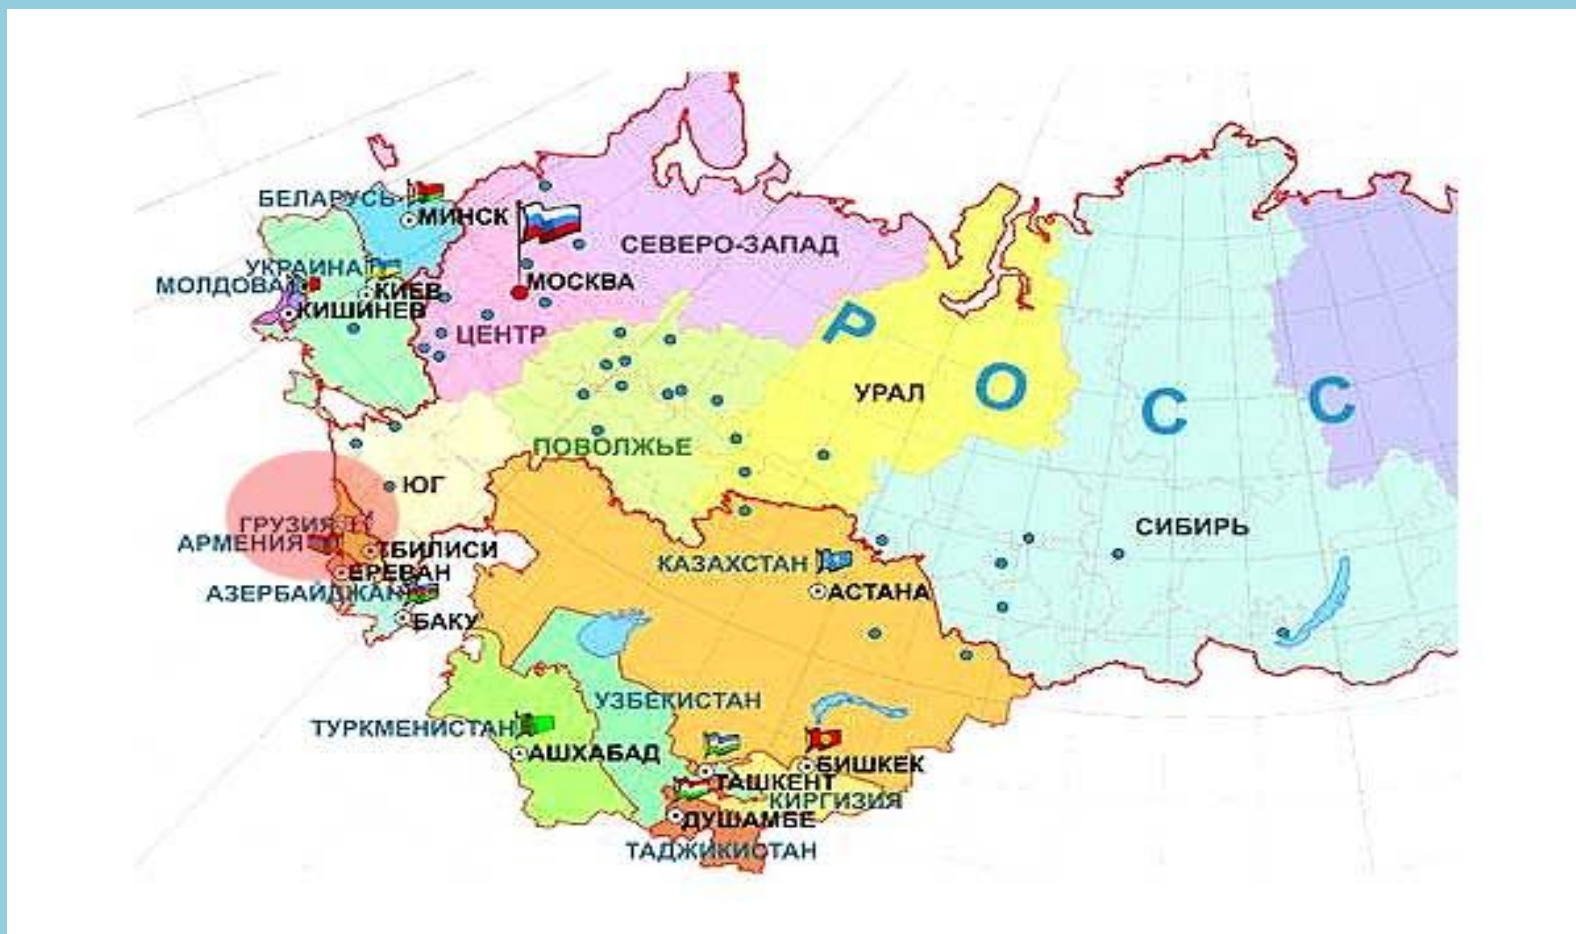 БЕЛАРУСЬ
МИНСК
СЕВЕРО-ЗАПАД
УКРАИНА
МОЛДОВА
КИЕВ
МОСКВА
КИШИНЕВ
ЦЕНТР
Р
О
С
С
УРАЛ
ПОВОЛЖЬЕ
ЮГ
ГРУЗИЯ
АРМЕНИЯ
ТБИЛИСИ
СИБИРЬ
КАЗАХСТАН
ЕРЕВАН
АЗЕРБАЙДЖАН
АСТАНА
БАКУ
УЗБЕКИСТАН
ТУРКМЕНИСТАН
АШХАБАД
БИШКЕК
ТАШКЕНТ
КИРГИЗИЯ
ДУШАМБЕ
ТАДЖИКИСТАН